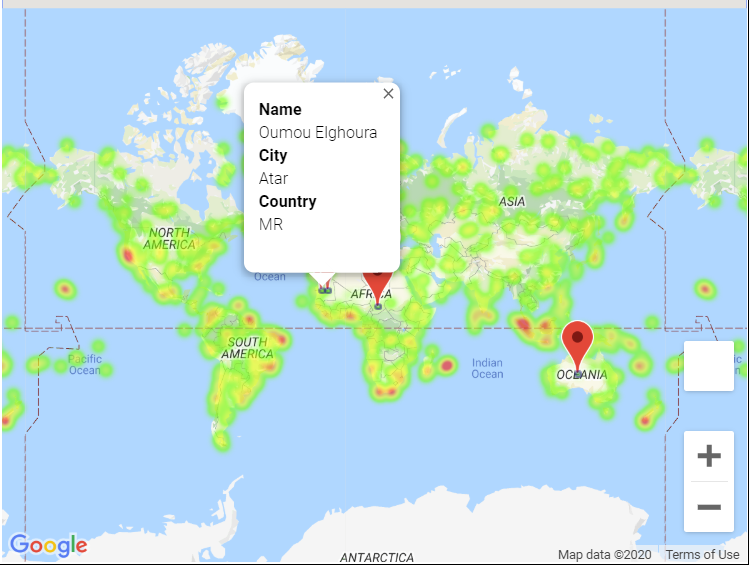 Name
Oumou Elghoura
City
Atar
Country
MR
ASIA
NORTH
AMERICA
Ocean
AFRICA
SOUTH
AMERICA
Pacific
Ocean
Indian
Ocean
OCEANIA
ANTARCTICA
Google
Map data ©2020
Terms of Use